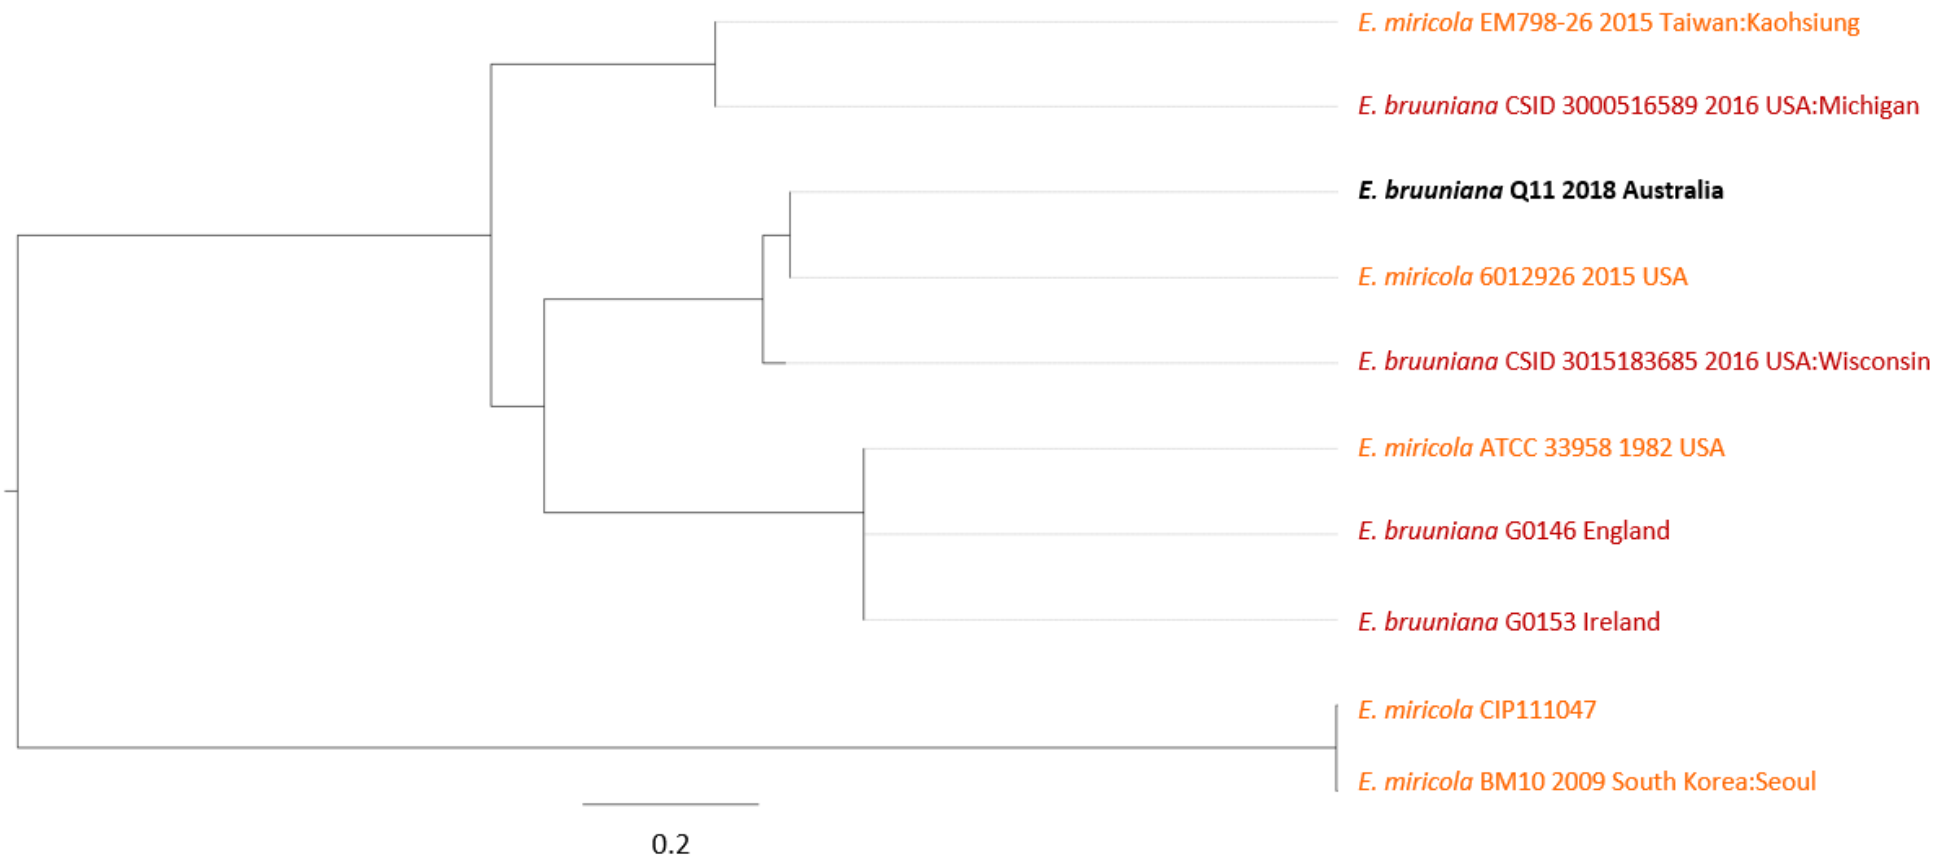 E. miricola EM798-26 2015 Taiwan:Kaohsiung
E. bruuniana CSID 3000516589 2016 USA:Michigan
E. bruuniana Q11 2018 Australia
E. miricola 6012926 2015 USA
E. bruuniana CSID 3015183685 2016 USA:Wisconsin
E. miricola ATCC 33958 1982 USA
E. bruuniana G0146 England
E. bruuniana G0153 Ireland
E. miricola CIP111047
E. miricola BM10 2009 South Korea:Seoul
0.2